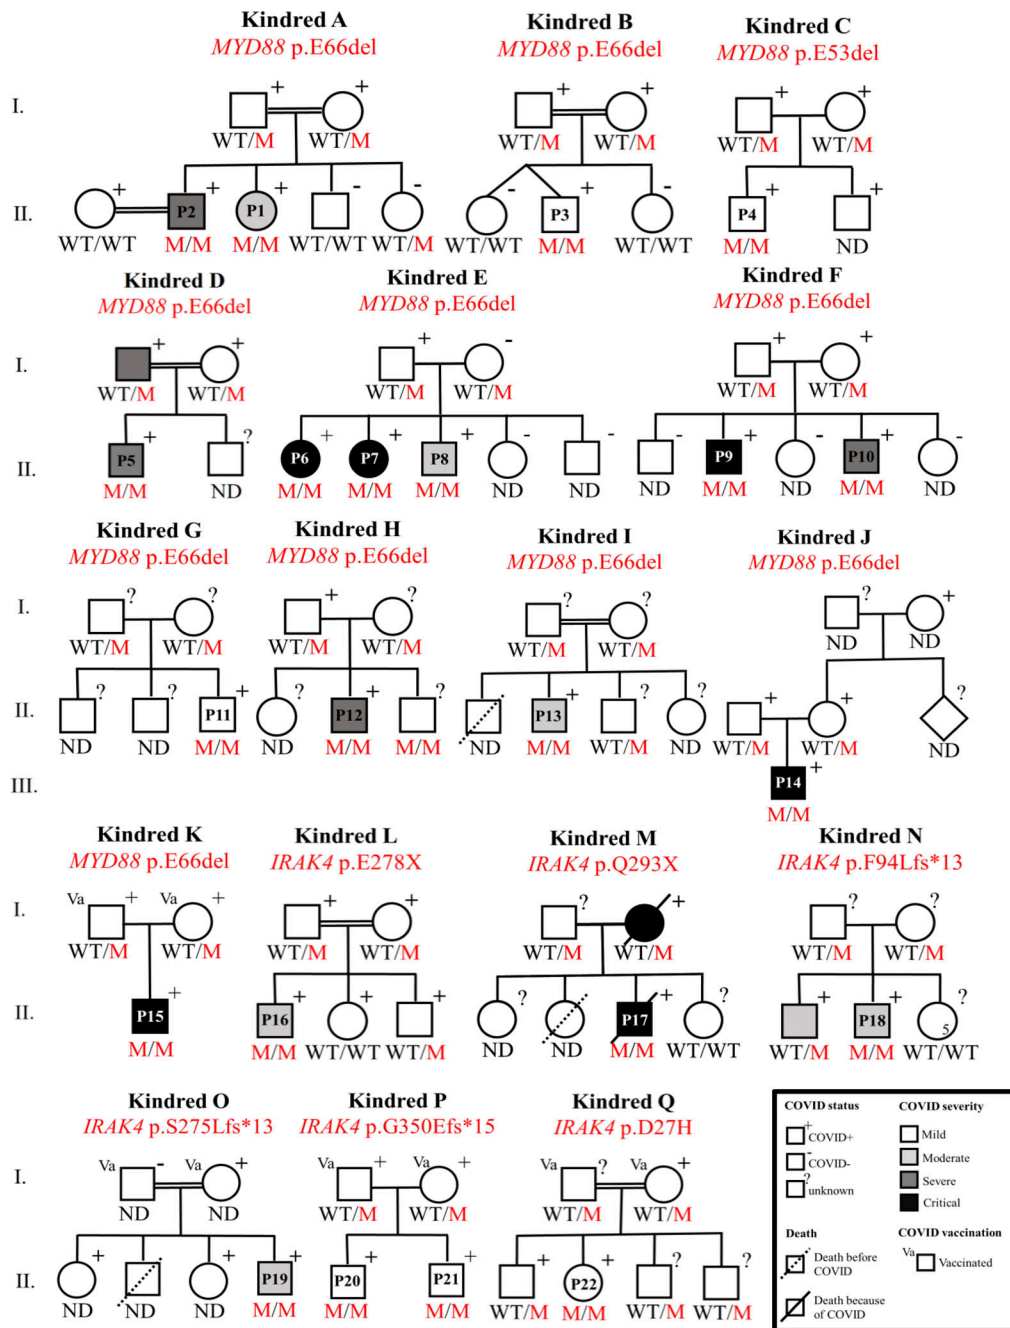 Kindred A Kindred B Kindred C
MYD88 p.E66del MYD88 p.E66del MYD88 p.E53del
I. + + + + + +
WT/M WT/M WT/M WT/M WT/M WT/M
II. + P2 + P1 + - - - P3 + - P4 + +
WT/WT M/M M/M WT/WT WT/M WT/WT M/M WT/WT M/M ND
Kindred D Kindred E Kindred F
MYD88 p.E66del MYD88 p.E66del MYD88 p.E66del
I. + + + - + +
WT/M WT/M WT/M WT/M WT/M WT/M
II. P5 + ? P6 + P7 + P8 + - - - P9 + - P10 + -
M/M ND M/M M/M M/M ND ND ND M/M ND M/M ND
Kindred G Kindred H Kindred I Kindred J
MYD88 p.E66del MYD88 p.E66del MYD88 p.E66del MYD88 p.E66del
I. ? ? + ? ? ? ? +
WT/M WT/M WT/M WT/M WT/M WT/M ND ND
II. ? ? P11 + ? P12 + ? P13 + ? ? + + ?
ND ND M/M ND M/M M/M ND M/M WT/M ND WT/M WT/M ND
III. P14 +
M/M
Kindred K Kindred L Kindred M Kindred N
MYD88 p.E66del IRAK4 p.E278X IRAK4 p.Q293X IRAK4 p.F94Lfs*13
I. Va + Va + + + ? + ? ?
WT/M WT/M WT/M WT/M WT/M WT/M WT/M WT/M
II. P15 + P16 + + + ? P17 + ? + P18 + 5 ?
M/M M/M WT/WT WT/M ND ND M/M WT/WT WT/M M/M WT/WT
Kindred O Kindred P Kindred Q
IRAK4 p.S275Lfs*13 IRAK4 p.G350Efs*15 IRAK4 p.D27H
I. Va - Va + Va + Va + Va ? Va +
ND ND WT/M WT/M WT/M WT/M
II. + + P19 + P20 + P21 + + P22 + ? ?
ND ND ND M/M M/M M/M WT/M M/M WT/M WT/M
COVID status COVID severity
+ COVID+ Mild
- COVID- Moderate
? unknown Severe
Critical
Death COVID vaccination
Death before
COVID
Va Vaccinated
Death because
of COVID